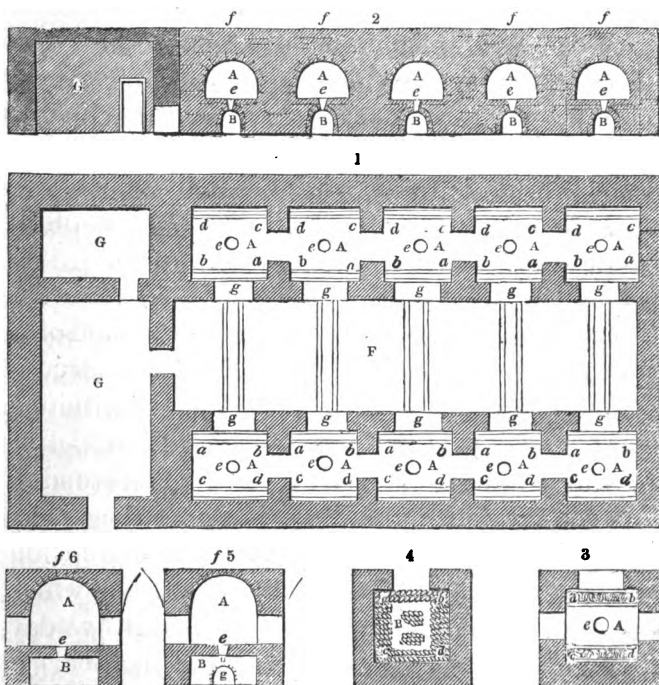 f f 2 f f
G A A A A A
e e e e e
B B B B B
1
d c d c d c d c d c
G e A e A e A e A e A
b a b a b a b a b a
g g g g g
F
G
g g g g g
a b a b a b a b a b
e A e A e A e A e A
c d c d c d c d c d
f 6 f 5 4 3
A A a b a b
B e A
e e c d c d
B B g